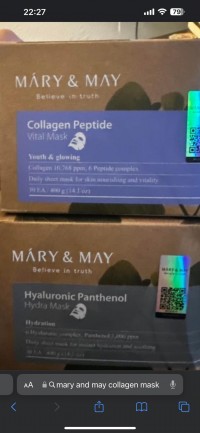 22:27
79
MARY & MAY
Believe in truth
Collagen Peptide
Vital Mask
Youth & glowing
Daily sheet mask for skin nourishing and vitality
MARY & MAY
Believe in truth
MARY & MAY
Hyaluronic Panthenol
Hydra Mask
Hydration
AA mary and may collagen mask